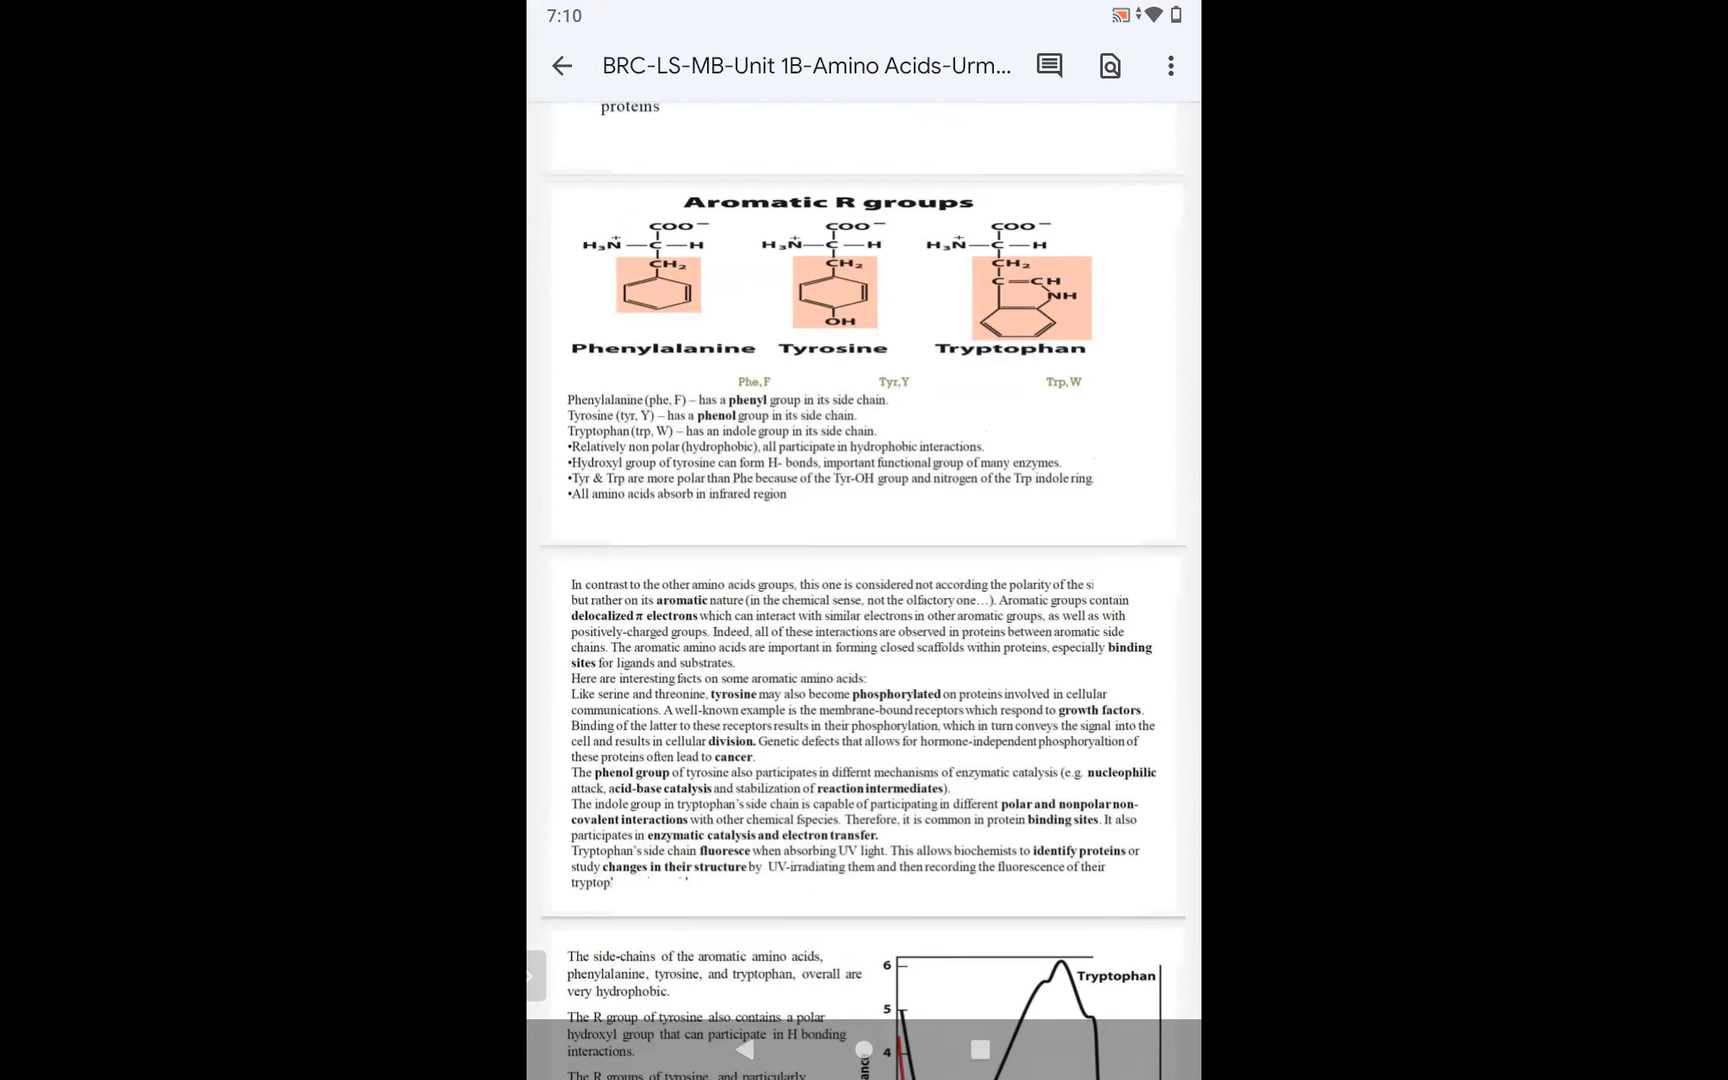 7:10
BRC-LS-MB-Unit 1B-Amino Acids-Urm...
proteins
Aromatic R groups
COO− COO− COO−
H₃N⁺—C—H H₃N⁺—C—H H₃N⁺—C—H
CH₂ CH₂ CH₂
C=CH
NH
OH
Phenylalanine Tyrosine Tryptophan
Phe, F Tyr, Y Trp, W
Phenylalanine (phe, F) – has a phenyl group in its side chain.
Tyrosine (tyr, Y) – has a phenol group in its side chain.
Tryptophan (trp, W) – has an indole group in its side chain.
•Relatively non polar (hydrophobic), all participate in hydrophobic interactions.
•Hydroxyl group of tyrosine can form H- bonds, important functional group of many enzymes.
•Tyr & Trp are more polar than Phe because of the Tyr-OH group and nitrogen of the Trp indole ring.
•All amino acids absorb in infrared region
In contrast to the other amino acids groups, this one is considered not according the polarity of the si
but rather on its aromatic nature (in the chemical sense, not the olfactory one…). Aromatic groups contain
delocalized π electrons which can interact with similar electrons in other aromatic groups, as well as with
positively-charged groups. Indeed, all of these interactions are observed in proteins between aromatic side
chains. The aromatic amino acids are important in forming closed scaffolds within proteins, especially binding
sites for ligands and substrates.
Here are interesting facts on some aromatic amino acids:
Like serine and threonine, tyrosine may also become phosphorylated on proteins involved in cellular
communications. A well-known example is the membrane-bound receptors which respond to growth factors.
Binding of the latter to these receptors results in their phosphorylation, which in turn conveys the signal into the
cell and results in cellular division. Genetic defects that allows for hormone-independent phosphoryaltion of
these proteins often lead to cancer.
The phenol group of tyrosine also participates in differnt mechanisms of enzymatic catalysis (e.g. nucleophilic
attack, acid-base catalysis and stabilization of reaction intermediates).
The indole group in tryptophan's side chain is capable of participating in different polar and nonpolar non-
covalent interactions with other chemical fspecies. Therefore, it is common in protein binding sites. It also
participates in enzymatic catalysis and electron transfer.
Tryptophan's side chain fluoresce when absorbing UV light. This allows biochemists to identify proteins or
study changes in their structure by UV-irradiating them and then recording the fluorescence of their
tryptop
The side-chains of the aromatic amino acids,
phenylalanine, tyrosine, and tryptophan, overall are
very hydrophobic.
The R group of tyrosine also contains a polar
hydroxyl group that can participate in H bonding
interactions.
The R groups of tyrosine, and particularly
6
Tryptophan
5
4